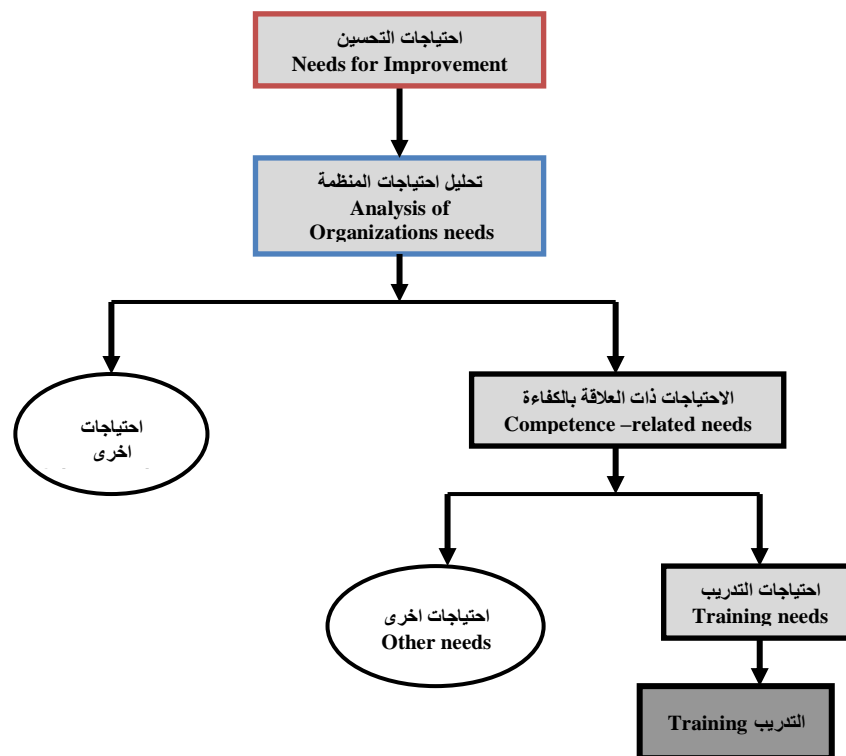 احتياجات التحسين
Needs for Improvement
تحليل احتياجات المنظمة
Analysis of
Organizations needs
احتياجات
اخرى
الاحتياجات ذات العلاقة بالكفاءة
Competence –related needs
احتياجات اخرى
Other needs
احتياجات التدريب
Training needs
التدريب Training